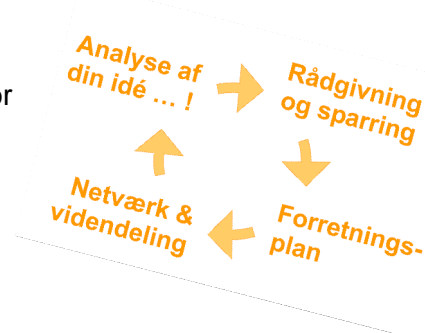 Analyse af
din idé ... !
Rådgivning
og sparring
Forretnings-
plan
Netværk &
videndeling